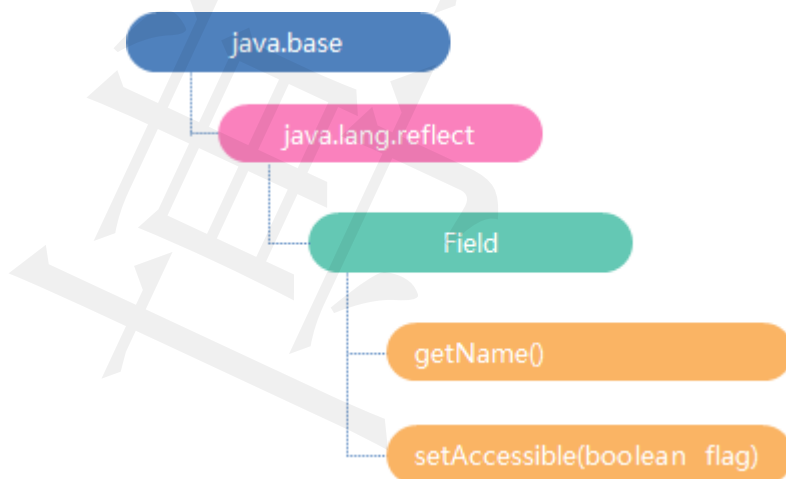 java.base
java.lang.reflect
Field
getName()
setAccessible(boolean flag)